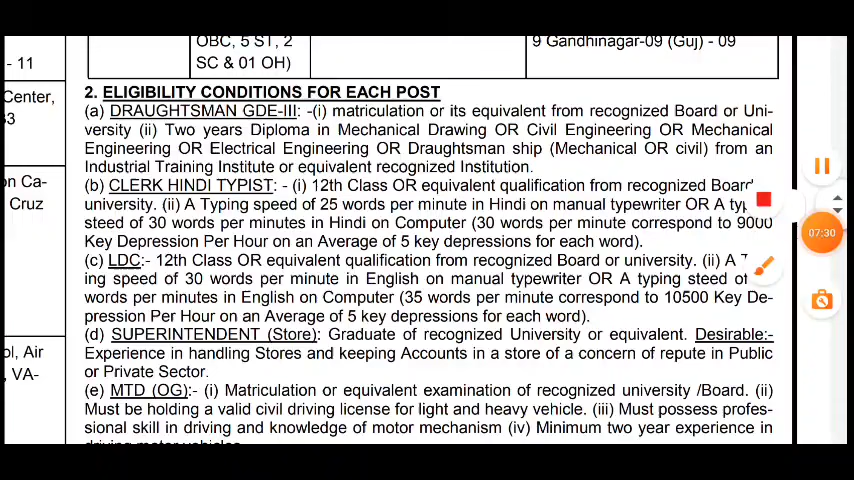 OBC, 5 ST, 2
9 Gandhinagar-09 (Guj) - 09
- 11
SC & 01 OH)
Center,
2. ELIGIBILITY CONDITIONS FOR EACH POST
(a) DRAUGHTSMAN GDE-III: -(i) matriculation or its equivalent from recognized Board or Uni-
versity (ii) Two years Diploma in Mechanical Drawing OR Civil Engineering OR Mechanical
Engineering OR Electrical Engineering OR Draughtsman ship (Mechanical OR civil) from an
Industrial Training Institute or equivalent recognized Institution.
on Ca-
Cruz
(b) CLERK HINDI TYPIST: - (i) 12th Class OR equivalent qualification from recognized Board
university. (ii) A Typing speed of 25 words per minute in Hindi on manual typewriter OR A
steed of 30 words per minutes in Hindi on Computer (30 words per minute correspond to 9000
Key Depression Per Hour on an Average of 5 key depressions for each word).
(c) LDC:- 12th Class OR equivalent qualification from recognized Board or university. (ii) A
ing speed of 30 words per minute in English on manual typewriter OR A typing steed of
words per minutes in English on Computer (35 words per minute correspond to 10500 Key De-
pression Per Hour on an Average of 5 key depressions for each word).
(d) SUPERINTENDENT (Store): Graduate of recognized University or equivalent. Desirable:-
Experience in handling Stores and keeping Accounts in a store of a concern of repute in Public
or Private Sector.
ol, Air
, VA-
(e) MTD (OG):- (i) Matriculation or equivalent examination of recognized university /Board. (ii)
Must be holding a valid civil driving license for light and heavy vehicle. (iii) Must possess profes-
sional skill in driving and knowledge of motor mechanism (iv) Minimum two year experience in
driving motor vehicles.
07:30